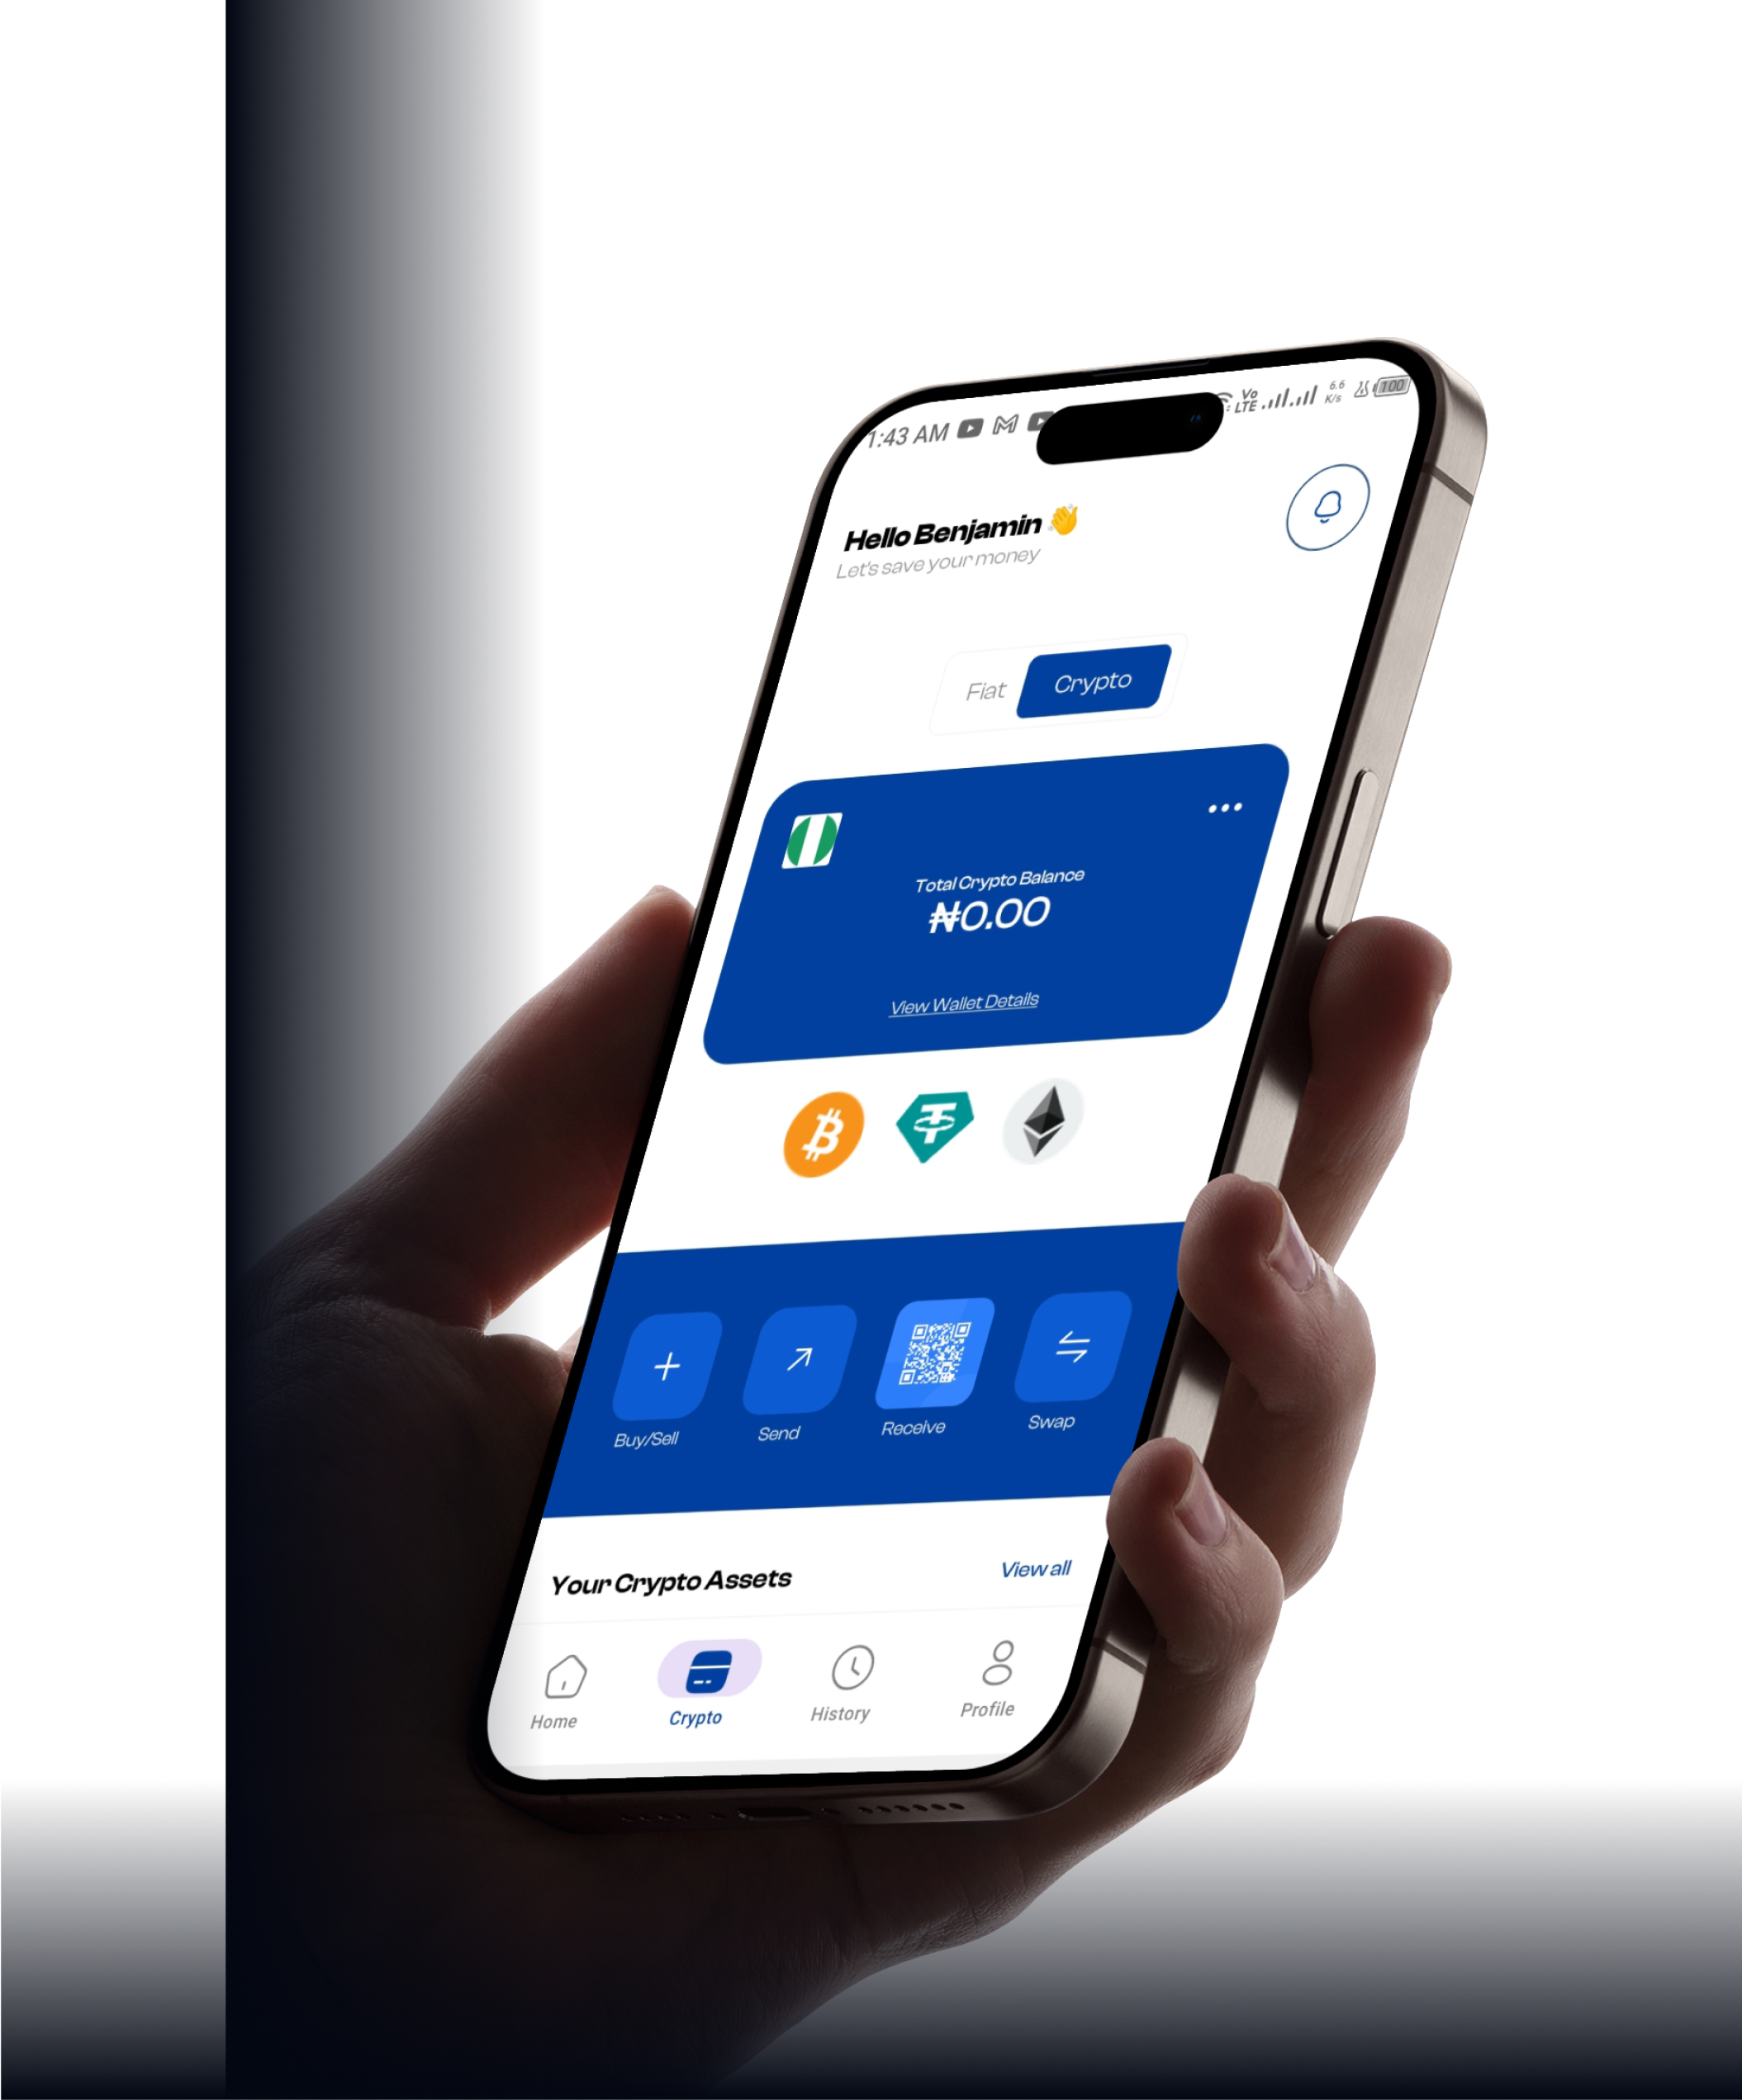 1:43 AM
Vo
LTE
6.6
K/s
100
Hello Benjamin 👋
Let's save your money
Fiat
Crypto
Total Crypto Balance
₦0.00
View Wallet Details
Buy/Sell
Send
Receive
Swap
Your Crypto Assets
View all
Home
Crypto
History
Profile